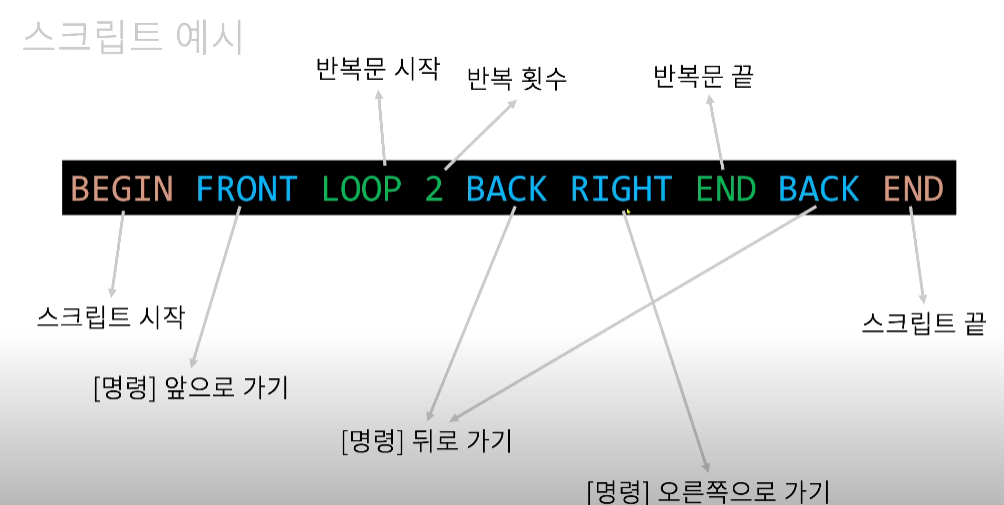 스크립트 예시
반복문 시작
반복 횟수
반복문 끝
BEGIN FRONT LOOP 2 BACK RIGHT END BACK END
스크립트 시작
스크립트 끝
[명령] 앞으로 가기
[명령] 뒤로 가기
[명령] 오른쪽으로 가기